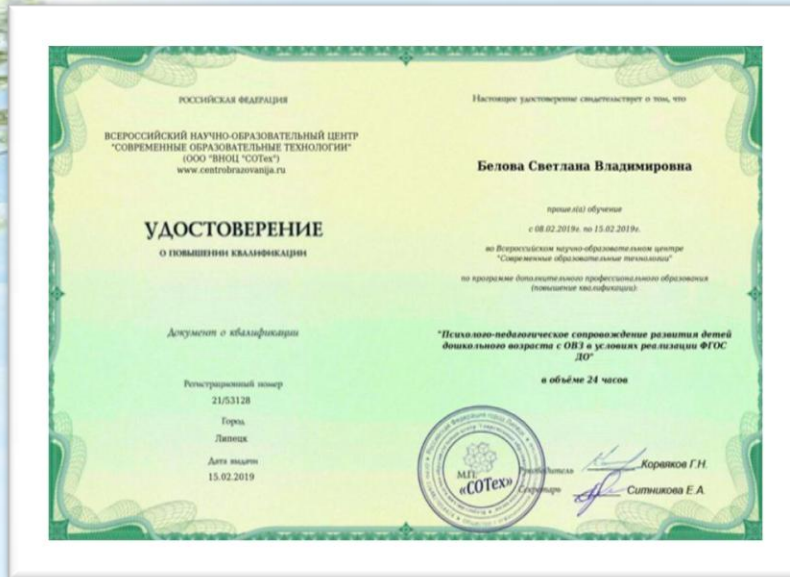 РОССИЙСКАЯ ФЕДЕРАЦИЯ
ВСЕРОССИЙСКИЙ НАУЧНО-ОБРАЗОВАТЕЛЬНЫЙ ЦЕНТР
"СОВРЕМЕННЫЕ ОБРАЗОВАТЕЛЬНЫЕ ТЕХНОЛОГИИ"
(ООО "ВНОЦ "СОТех")
www.centrobrazovanija.ru
УДОСТОВЕРЕНИЕ
О ПОВЫШЕНИИ КВАЛИФИКАЦИИ
Документ о квалификации
Регистрационный номер
21/53128
Город
Липецк
Дата выдачи
15.02.2019
Настоящее удостоверение свидетельствует о том, что
Белова Светлана Владимировна
прошел(а) обучение
с 08.02.2019г. по 15.02.2019г.
во Всероссийском научно-образовательном центре
"Современные образовательные технологии"
по программе дополнительного профессионального образования
(повышение квалификации):
"Психолого-педагогическое сопровождение развития детей
дошкольного возраста с ОВЗ в условиях реализации ФГОС
ДО"
в объёме 24 часов
М.П.
«СОТех»
Руководитель Корвяков Г.Н.
Секретарь Ситникова Е.А.